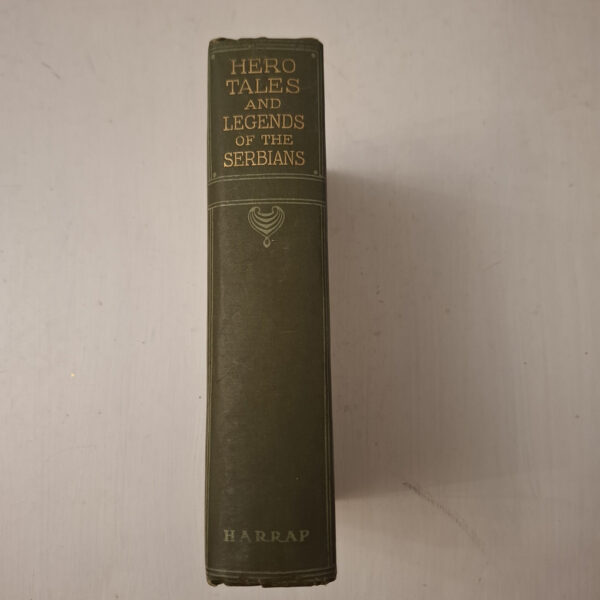 HERO
TALES
AND
LEGENDS
OF THE
SERBIANS
HARRAP